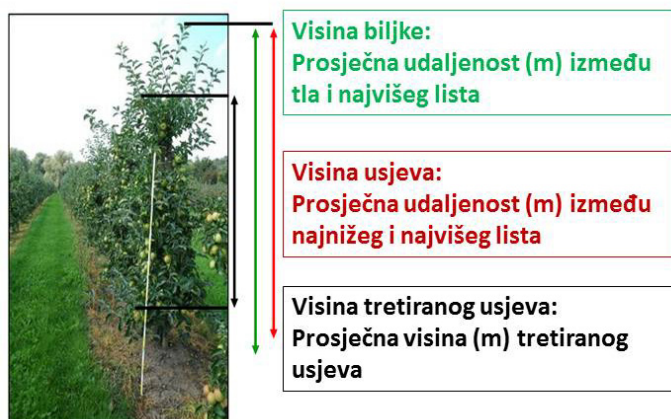 Visina biljke:
Prosječna udaljenost (m) između
tla i najvišeg lista
Visina usjeva:
Prosječna udaljenost (m) između
najnižeg i najvišeg lista
Visina tretiranog usjeva:
Prosječna visina (m) tretiranog
usjeva